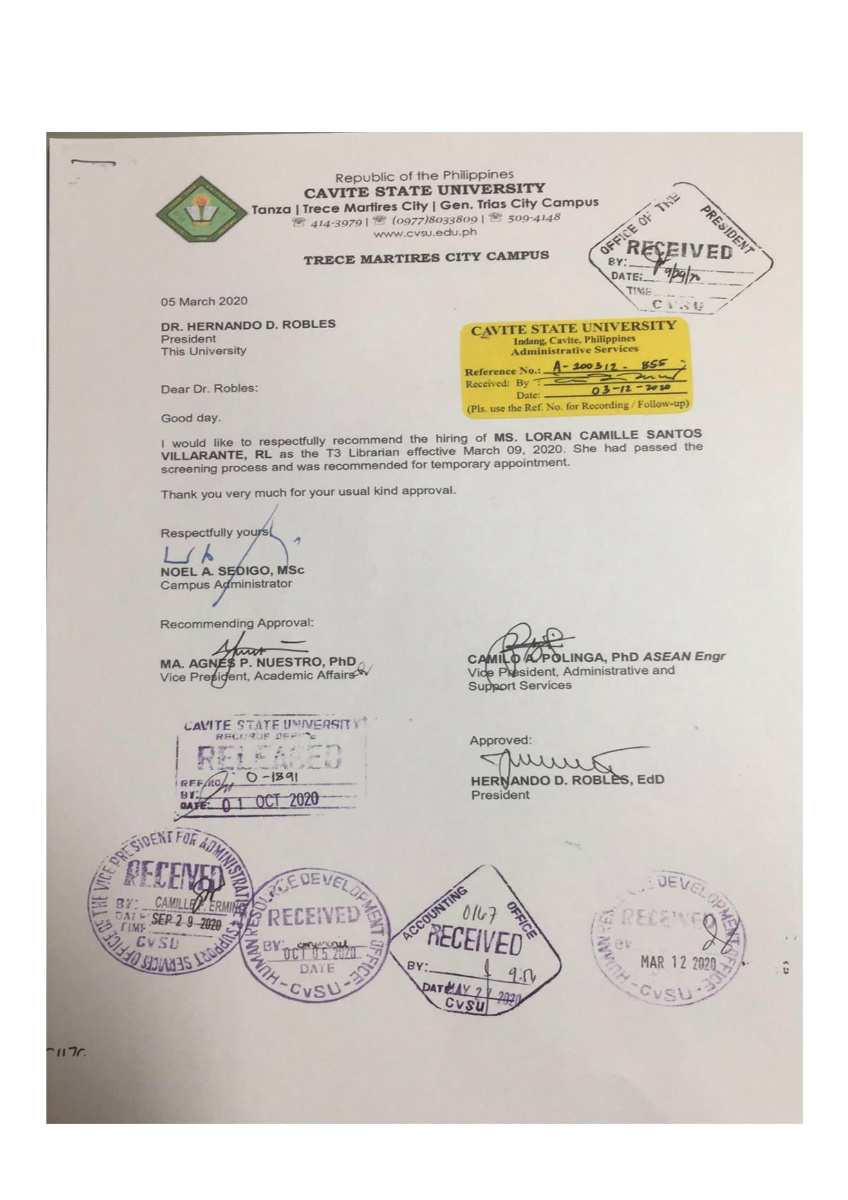 Republic of the Philippines
CAVITE STATE UNIVERSITY
Tanza | Trece Martires City | Gen. Trias City Campus
☏ 414-3979 | ☏ (0977)8033809 | ☏ 509-4148
www.cvsu.edu.ph
TRECE MARTIRES CITY CAMPUS
OFFICE OF THE PRESIDENT
RECEIVED
BY:
DATE: 9/29/20
TIME
CVSU
05 March 2020
DR. HERNANDO D. ROBLES
President
This University
CAVITE STATE UNIVERSITY
Indang, Cavite, Philippines
Administrative Services
Reference No.: A-200312-855
Received: By
Date: 03-12-2020
(Pls. use the Ref. No. for Recording / Follow-up)
Dear Dr. Robles:
Good day.
I would like to respectfully recommend the hiring of MS. LORAN CAMILLE SANTOS
VILLARANTE, RL as the T3 Librarian effective March 09, 2020. She had passed the
screening process and was recommended for temporary appointment.
Thank you very much for your usual kind approval.
Respectfully yours,
NOEL A. SEDIGO, MSc
Campus Administrator
Recommending Approval:
MA. AGNES P. NUESTRO, PhD
Vice President, Academic Affairs
CAMILO A. POLINGA, PhD ASEAN Engr
Vice President, Administrative and
Support Services
CAVITE STATE UNIVERSITY
RECORDS OFFICE
RELEASED
REF. NO. 0-1891
BY:
DATE: 01 OCT 2020
Approved:
HERNANDO D. ROBLES, EdD
President
OFFICE OF THE VICE PRESIDENT FOR ADMINISTRATIVE & SUPPORT SERVICES
RECEIVED
BY: CAMILLE
DATE SEP 29 2020
TIME
CvSU
HUMAN RESOURCE DEVELOPMENT OFFICE
RECEIVED
BY:
OCT 05 2020
DATE
-CvSU-
ACCOUNTING OFFICE
0167
RECEIVED
BY:
DATE MAY 27 2020
CVSU
HUMAN RESOURCE DEVELOPMENT OFFICE
RECEIVED
BY
MAR 12 2020
-CvSU-